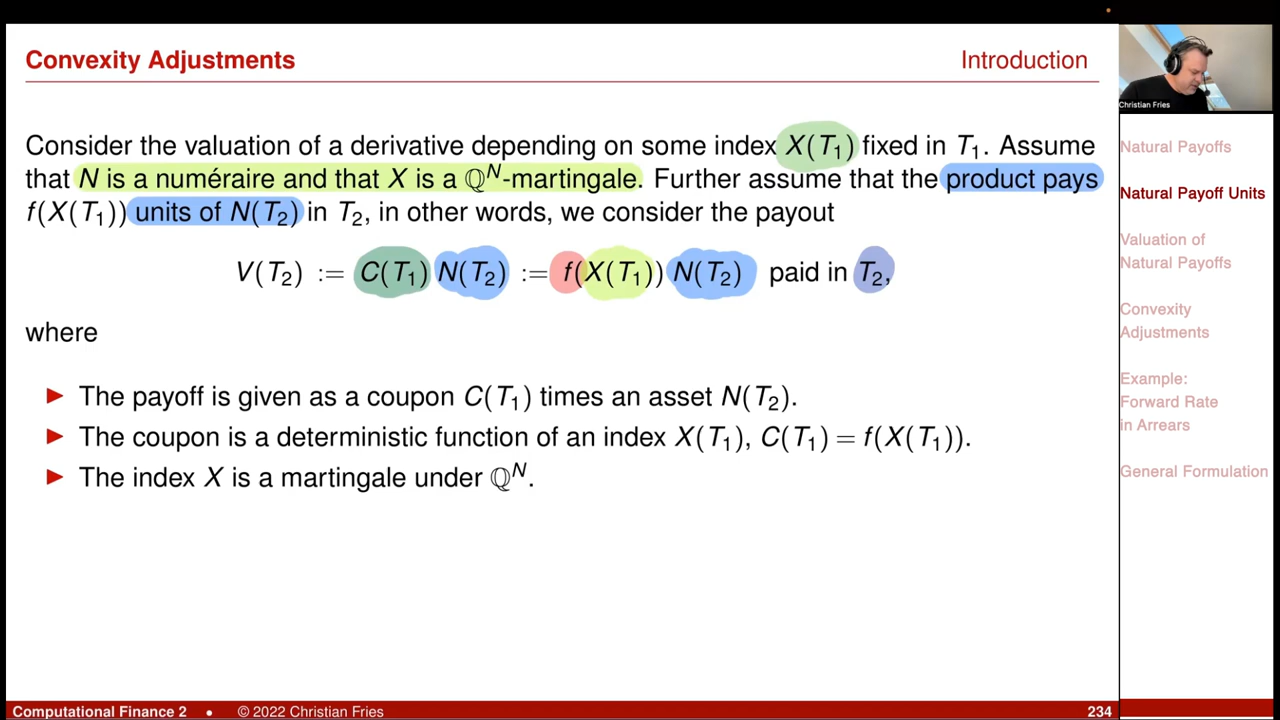 Convexity Adjustments
Introduction
Consider the valuation of a derivative depending on some index X(T₁) fixed in T₁. Assume
that N is a numéraire and that X is a ℚᴺ-martingale. Further assume that the product pays
f(X(T₁)) units of N(T₂) in T₂, in other words, we consider the payout
V(T₂) := C(T₁) N(T₂) := f(X(T₁)) N(T₂) paid in T₂,
where
► The payoff is given as a coupon C(T₁) times an asset N(T₂).
► The coupon is a deterministic function of an index X(T₁), C(T₁) = f(X(T₁)).
► The index X is a martingale under ℚᴺ.
Christian Fries
Natural Payoffs
Natural Payoff Units
Valuation of
Natural Payoffs
Convexity
Adjustments
Example:
Forward Rate
in Arrears
General Formulation
Computational Finance 2 • © 2022 Christian Fries
234